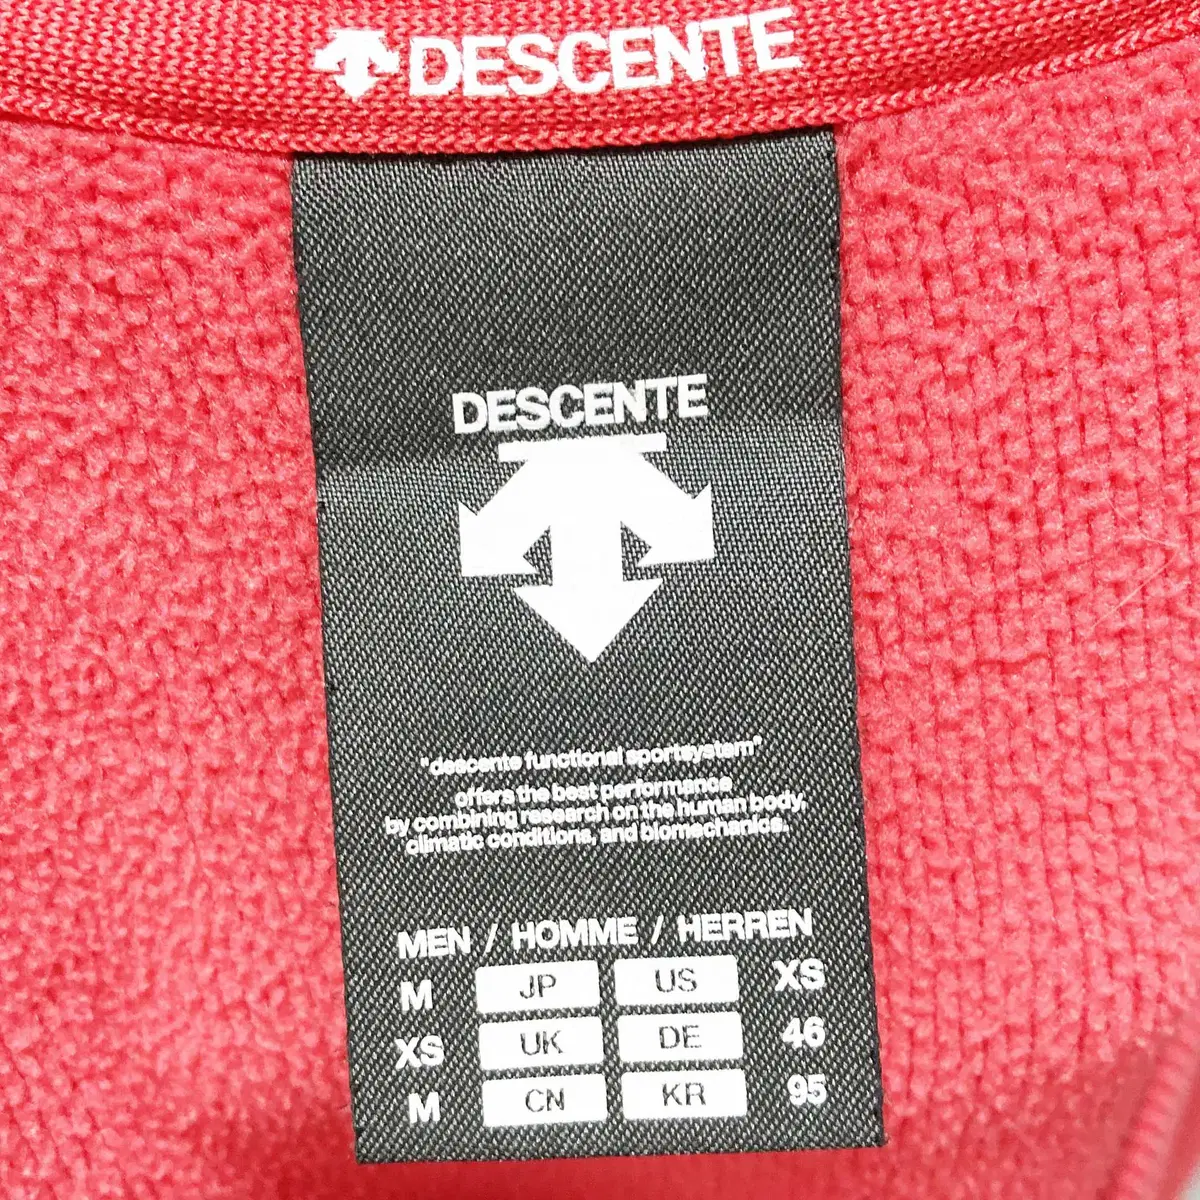 DESCENTE
DESCENTE
"descente functional sportsystem"
offers the best performance
by combining research on the human body,
climatic conditions, and biomechanics.
MEN / HOMME / HERREN
M JP US XS
XS UK DE 46
M CN KR 95